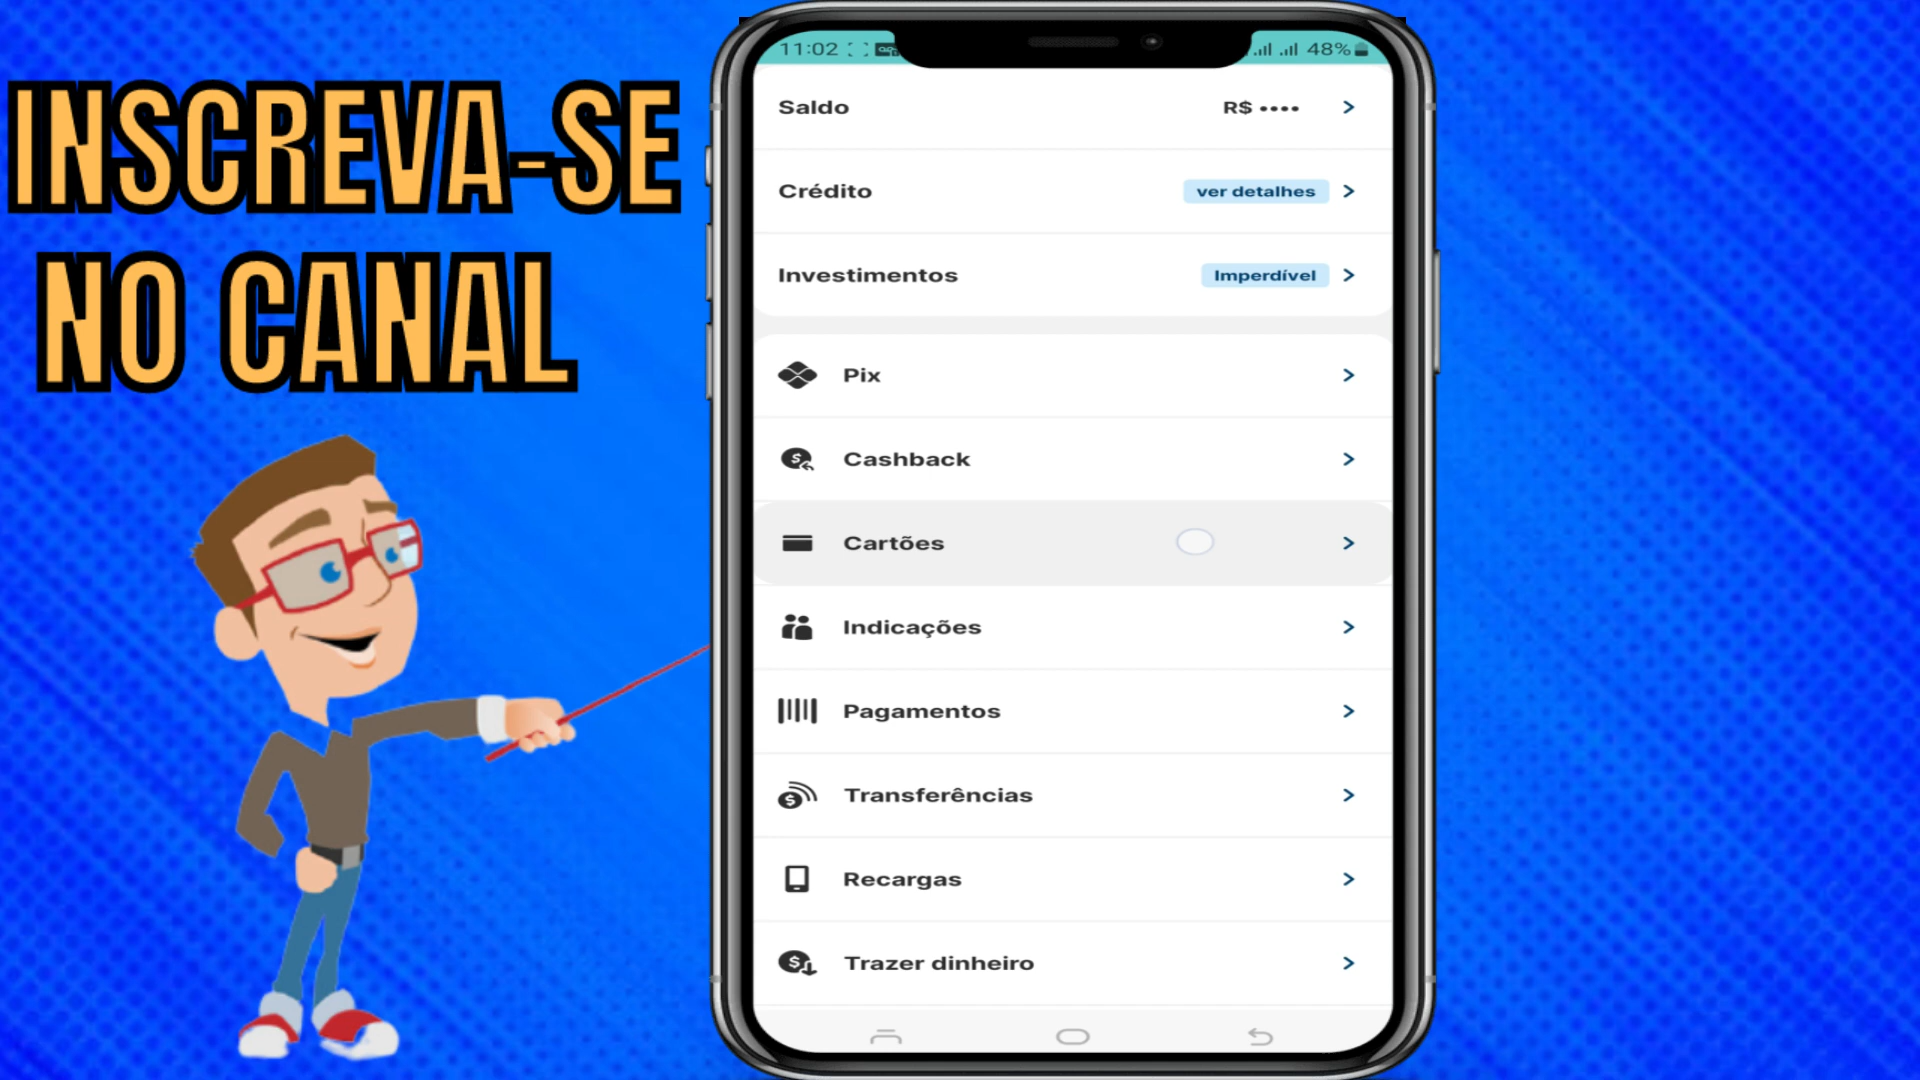 INSCREVA-SE
NO CANAL
11:02 48%
Saldo R$ ••••
Crédito ver detalhes
Investimentos Imperdível
Pix
Cashback
Cartões
Indicações
Pagamentos
Transferências
Recargas
Trazer dinheiro